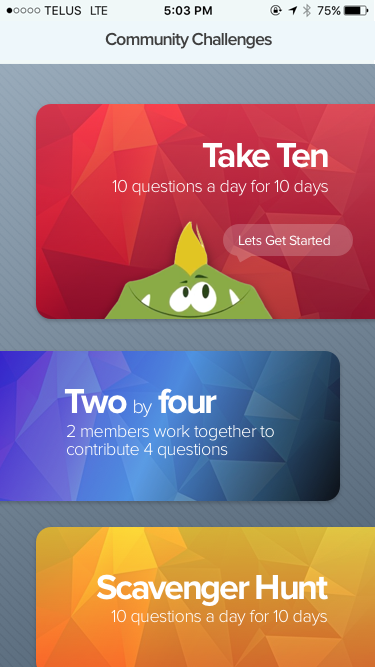 TELUS LTE 5:03 PM 75%
Community Challenges
Take Ten
10 questions a day for 10 days
Lets Get Started
Two by four
2 members work together to
contribute 4 questions
Scavenger Hunt
10 questions a day for 10 days